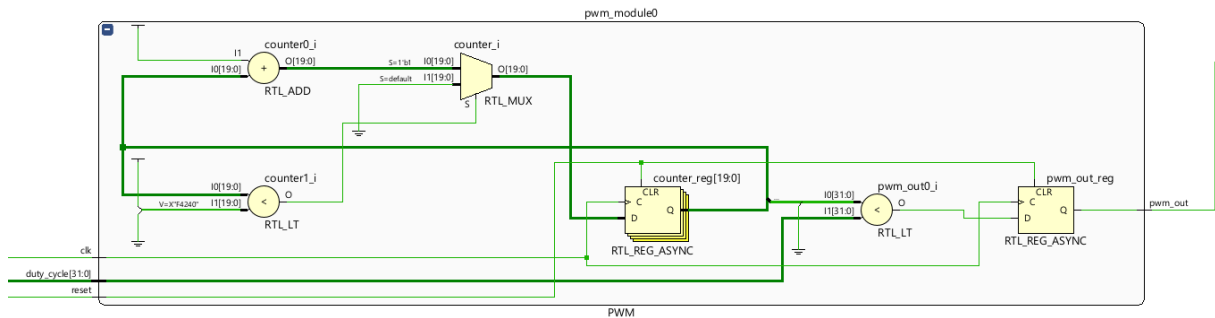 pwm_module0
counter0_i
counter_i
I1
I0[19:0]
+
O[19:0]
RTL_ADD
S=1'b1
I0[19:0]
S=default
I1[19:0]
O[19:0]
S
RTL_MUX
counter1_i
I0[19:0]
V=X"F4240"
I1[19:0]
<
O
RTL_LT
counter_reg[19:0]
CLR
C
D
Q
RTL_REG_ASYNC
pwm_out0_i
I0[31:0]
I1[31:0]
<
O
RTL_LT
pwm_out_reg
CLR
C
D
Q
RTL_REG_ASYNC
pwm_out
clk
duty_cycle[31:0]
reset
PWM